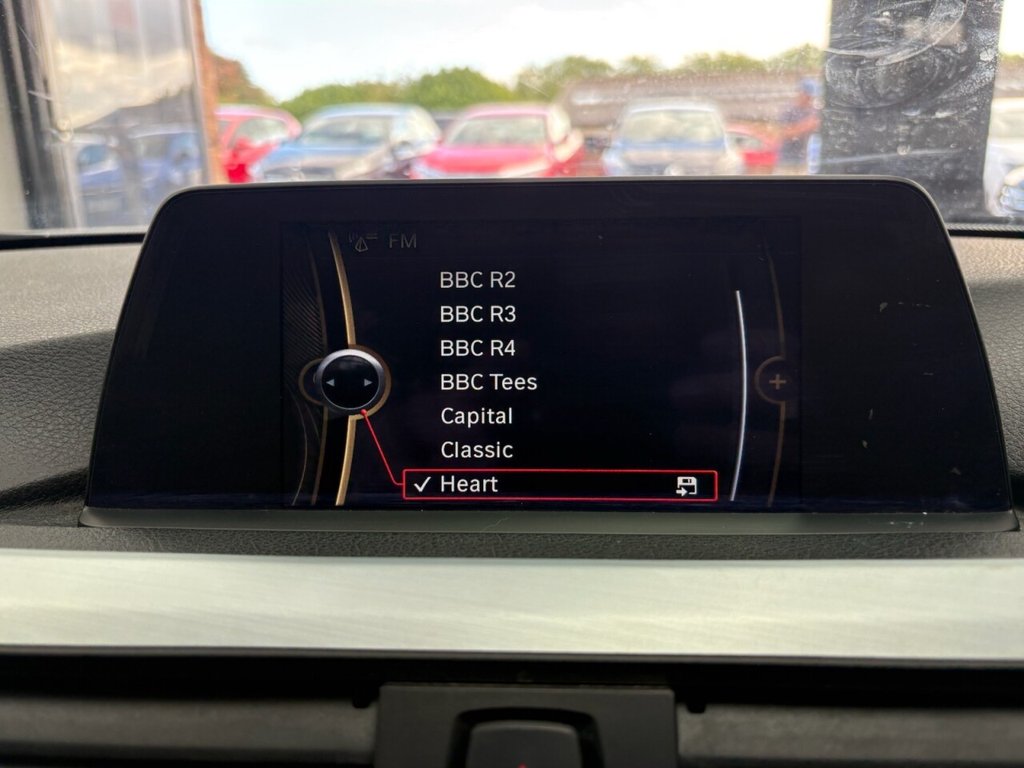 FM
BBC R2
BBC R3
BBC R4
BBC Tees
Capital
Classic
Heart